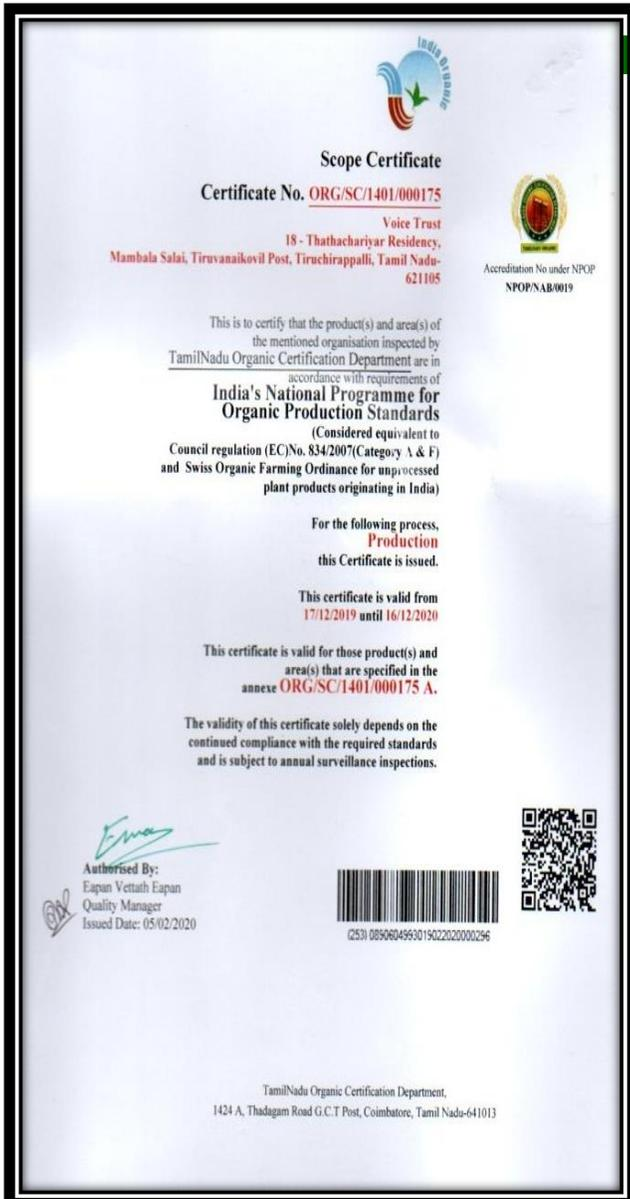 India Organic
Scope Certificate
Certificate No. ORG/SC/1401/000175
Voice Trust
18 - Thathachariyar Residency,
Mambala Salai, Tiruvanaikovil Post, Tiruchirappalli, Tamil Nadu-
621105
Accreditation No under NPOP
NPOP/NAB/0019
This is to certify that the product(s) and area(s) of
the mentioned organisation inspected by
TamilNadu Organic Certification Department are in
accordance with requirements of
India's National Programme for
Organic Production Standards
(Considered equivalent to
Council regulation (EC)No. 834/2007(Category A & F)
and Swiss Organic Farming Ordinance for unprocessed
plant products originating in India)
For the following process,
Production
this Certificate is issued.
This certificate is valid from
17/12/2019 until 16/12/2020
This certificate is valid for those product(s) and
area(s) that are specified in the
annexe ORG/SC/1401/000175 A.
The validity of this certificate solely depends on the
continued compliance with the required standards
and is subject to annual surveillance inspections.
Authorised By:
Eapan Vettath Eapan
Quality Manager
Issued Date: 05/02/2020
(253) 0890604993019022020000296
TamilNadu Organic Certification Department,
1424 A, Thadagam Road G.C.T Post, Coimbatore, Tamil Nadu-641013